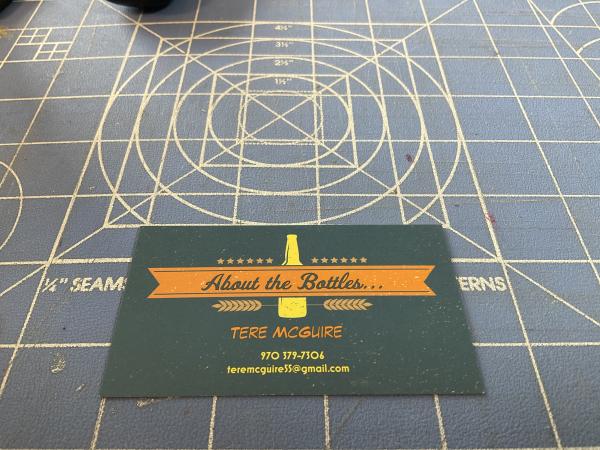 4½"
3½"
2½"
1½"
¼" SEAM
ERNS
About the Bottles...
TERE MCGUIRE
970 379-7306
teremcguire55@gmail.com